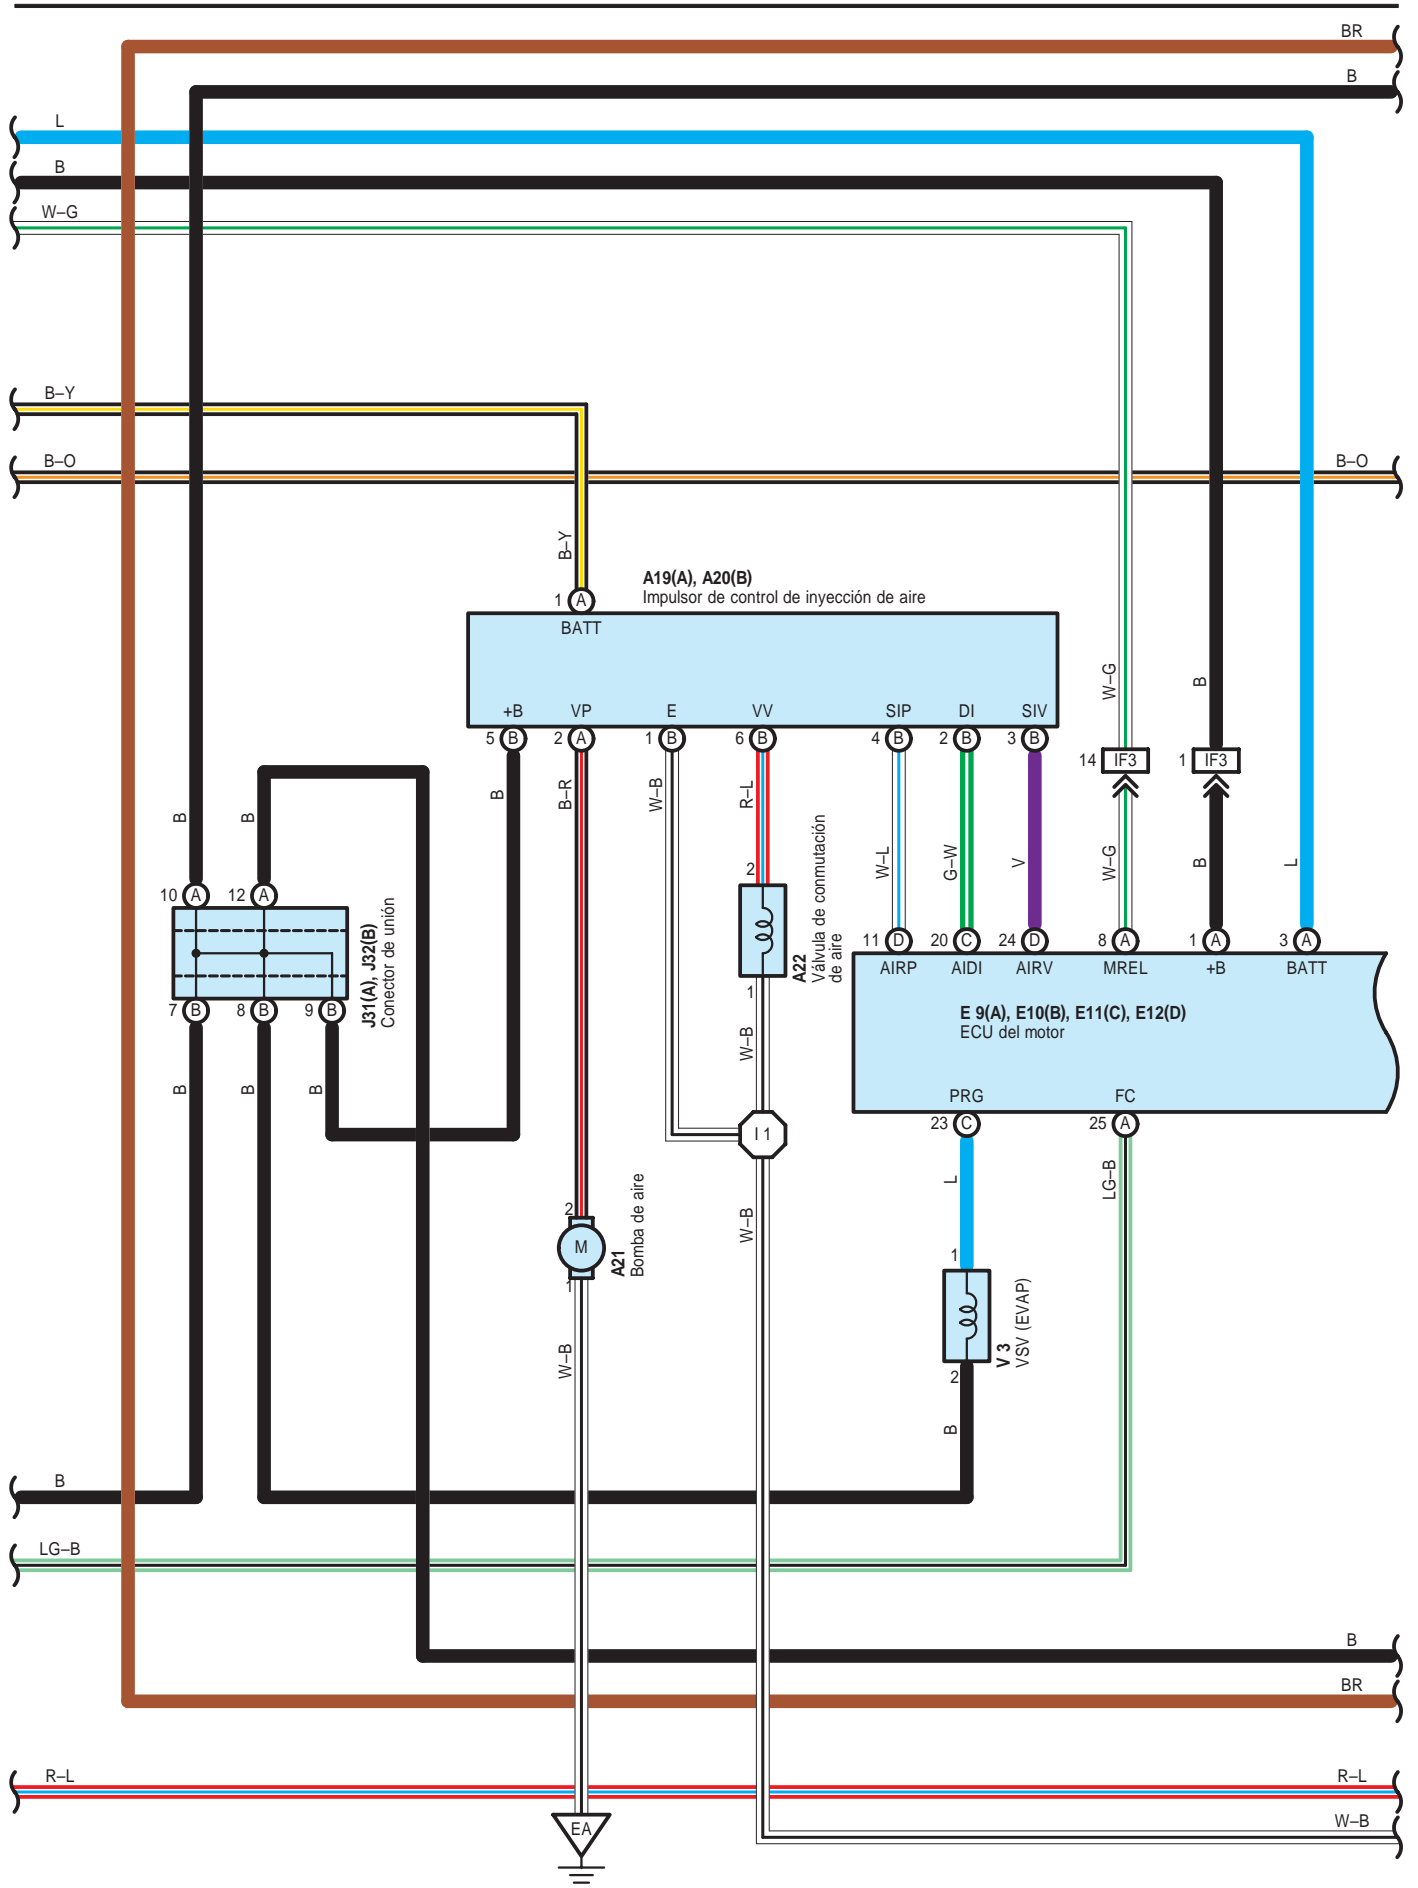 BR
B
L
B
W–G
B–Y
B–O
B–O
B–Y
A19(A), A20(B)
Impulsor de control de inyección de aire
1 A
BATT
W–G
B
+B VP E VV SIP DI SIV
5 B 2 A 1 B 6 B 4 B 2 B 3 B
14 IF3 1 IF3
B B B B–R W–B R–L
W–L G–W V W–G B L
2
A22
Válvula de conmutación
de aire
1
10 A 12 A
J31(A), J32(B)
Conector de unión
7 B 8 B 9 B
11 D 20 C 24 D 8 A 1 A 3 A
AIRP AIDI AIRV MREL +B BATT
E 9(A), E10(B), E11(C), E12(D)
ECU del motor
B B B W–B
PRG FC
23 C 25 A
I 1
L LG–B
W–B
2
M
1
A21
Bomba de aire
1
V 3
VSV (EVAP)
2
W–B
B
B
LG–B
B
BR
R–L
R–L
W–B
EA